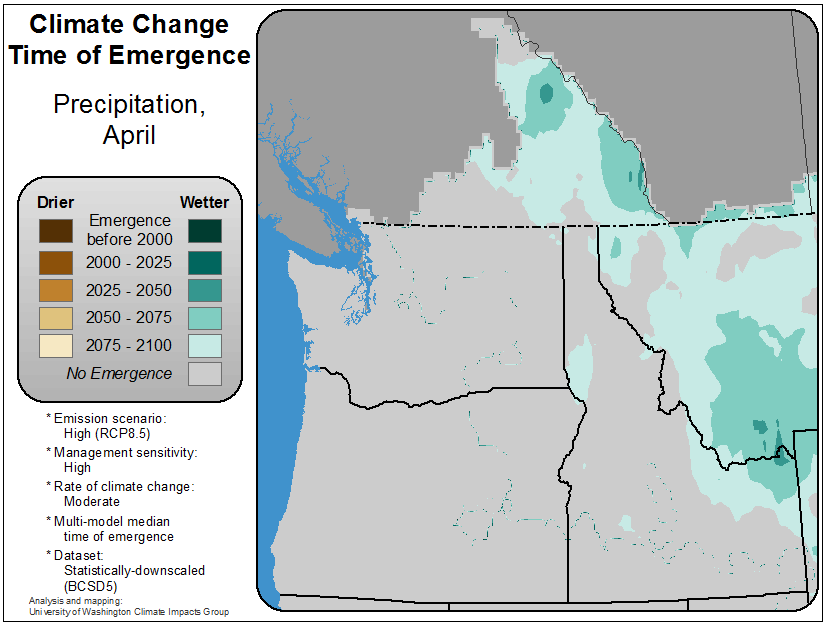 Climate Change
Time of Emergence
Precipitation,
April
Drier Wetter
Emergence
before 2000
2000 - 2025
2025 - 2050
2050 - 2075
2075 - 2100
No Emergence
* Emission scenario:
High (RCP8.5)
* Management sensitivity:
High
* Rate of climate change:
Moderate
* Multi-model median
time of emergence
* Dataset:
Statistically-downscaled
(BCSD5)
Analysis and mapping:
University of Washington Climate Impacts Group